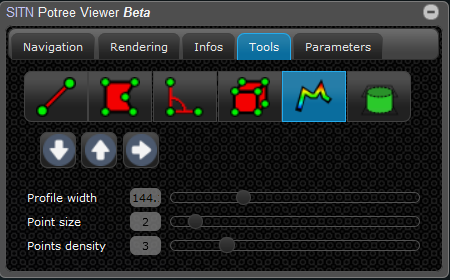 SITN Potree Viewer Beta
Navigation Rendering Infos Tools Parameters
Profile width 144.
Point size 2
Points density 3